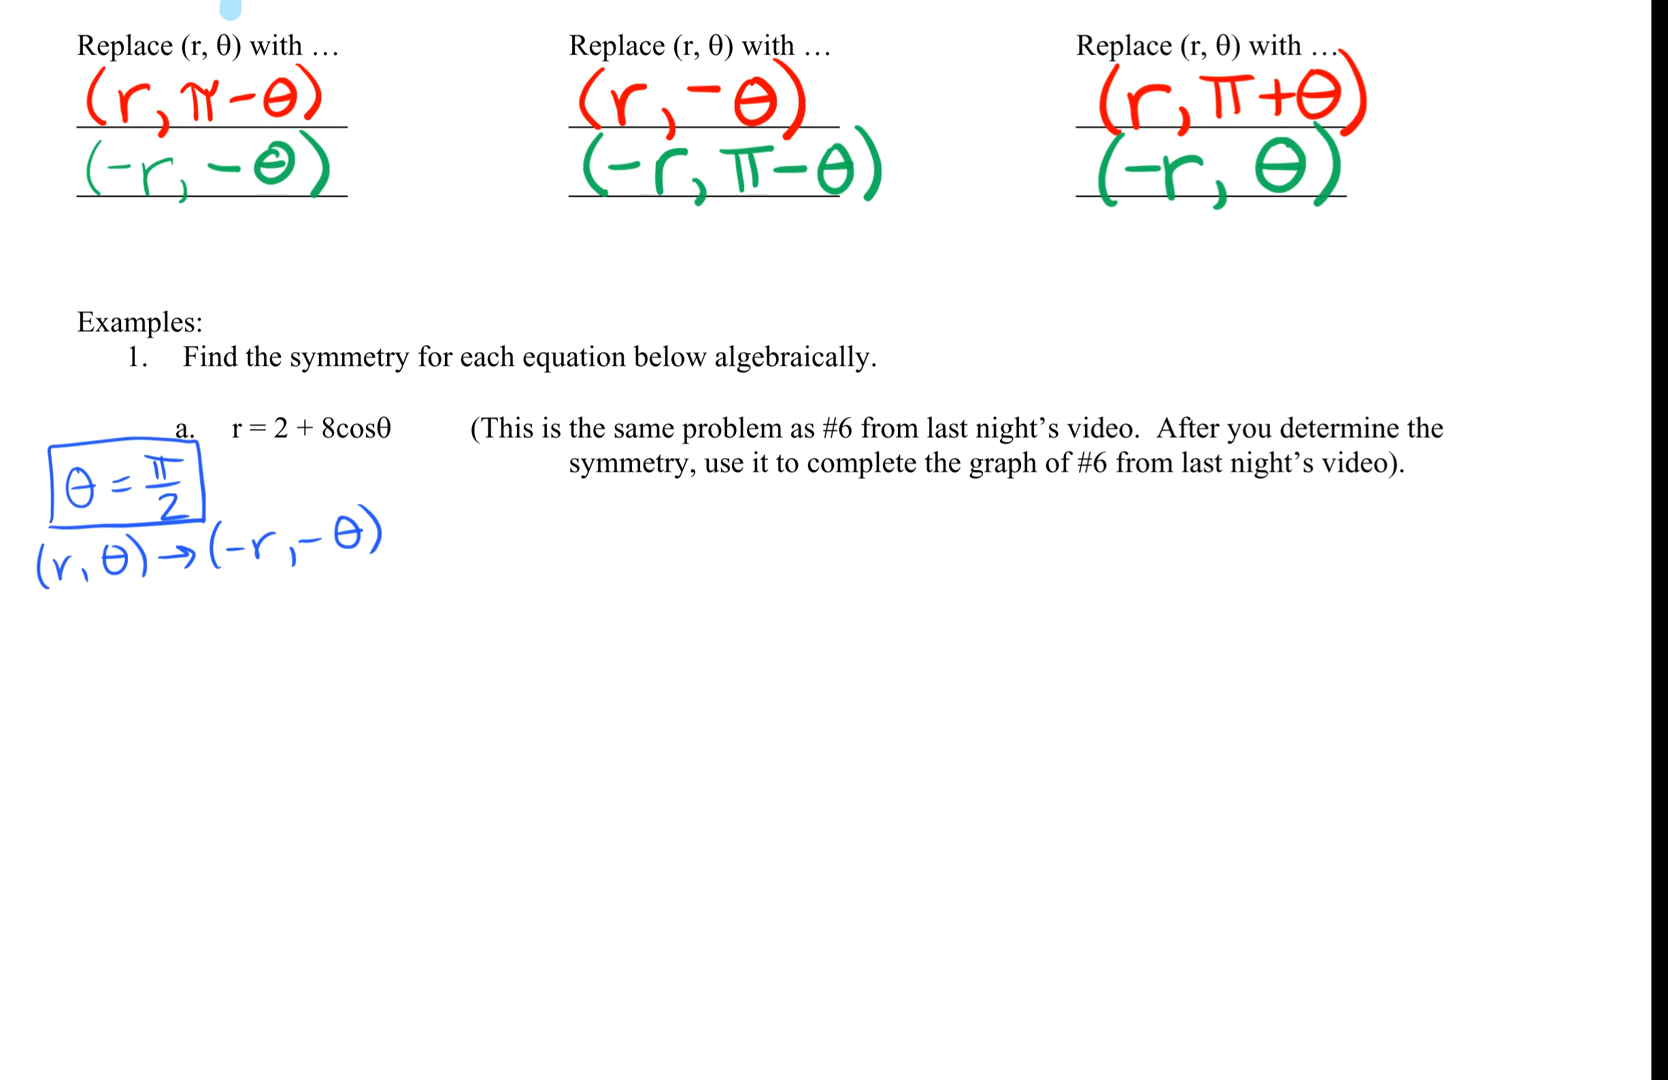 Replace (r, θ) with … Replace (r, θ) with … Replace (r, θ) with …
(r, π-θ) (r, -θ) (r, π+θ)
(-r, -θ) (-r, π-θ) (-r, θ)
Examples:
1. Find the symmetry for each equation below algebraically.
a. r = 2 + 8cosθ (This is the same problem as #6 from last night’s video. After you determine the
symmetry, use it to complete the graph of #6 from last night’s video).
θ = π/2
(r, θ) → (-r, -θ)